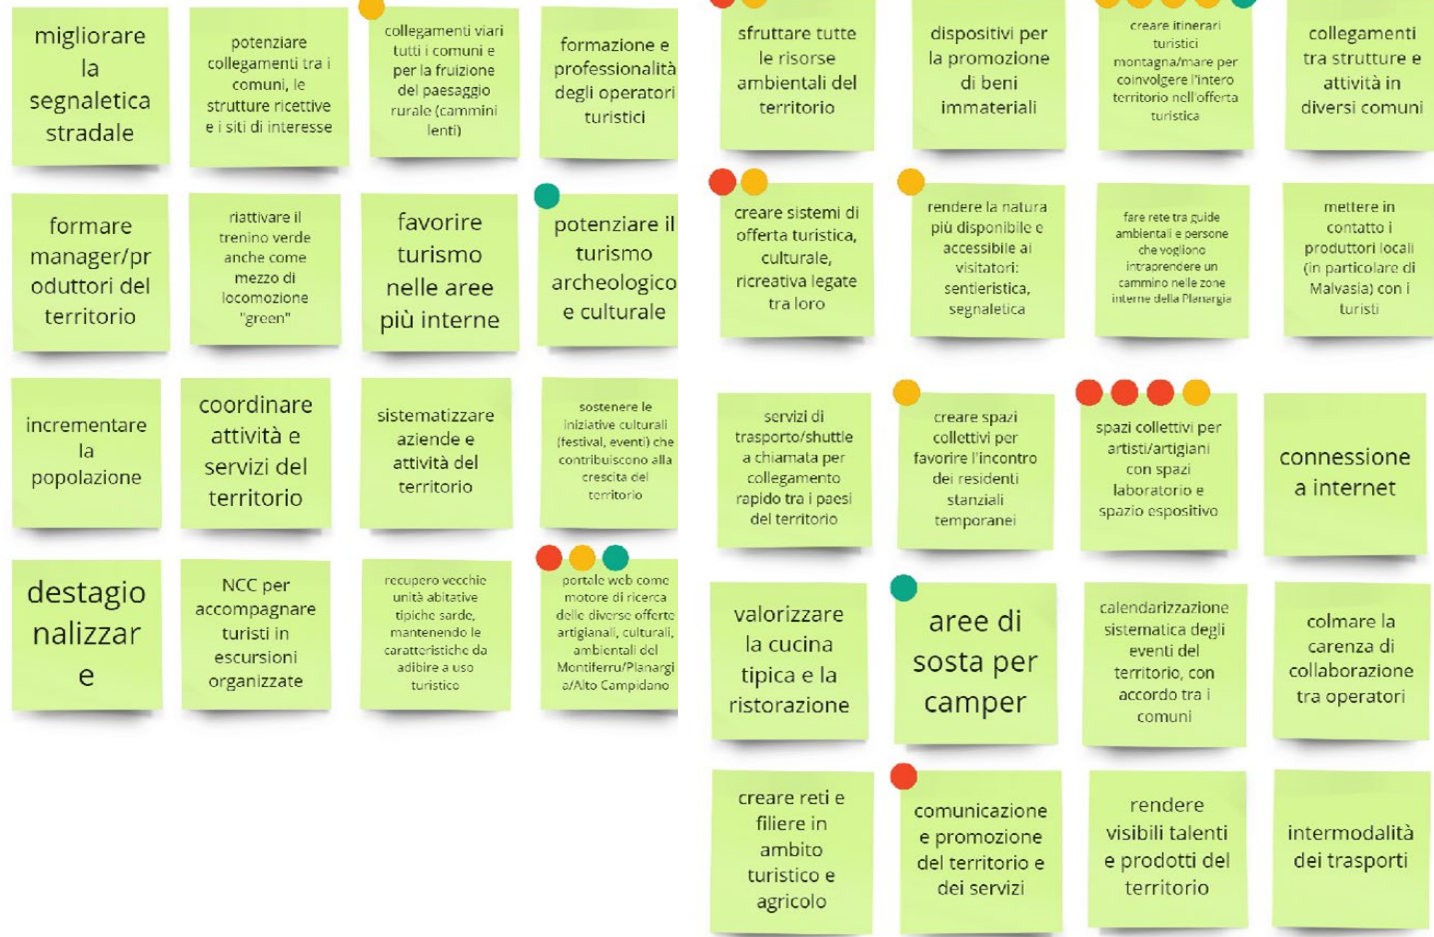 migliorare
la
segnaletica
stradale
potenziare
collegamenti tra i
comuni, le
strutture ricettive
e i siti di interesse
collegamenti viari
tutti i comuni e
per la fruizione
del paesaggio
rurale (cammini
lenti)
formazione e
professionalità
degli operatori
turistici
sfruttare tutte
le risorse
ambientali del
territorio
dispositivi per
la promozione
di beni
immateriali
creare itinerari
turistici
montagna/mare per
coinvolgere l'intero
territorio nell'offerta
turistica
collegamenti
tra strutture e
attività in
diversi comuni
formare
manager/pr
oduttori del
territorio
riattivare il
trenino verde
anche come
mezzo di
locomozione
"green"
favorire
turismo
nelle aree
più interne
potenziare il
turismo
archeologico
e culturale
creare sistemi di
offerta turistica,
culturale,
ricreativa legate
tra loro
rendere la natura
più disponibile e
accessibile ai
visitatori:
sentieristica,
segnaletica
fare rete tra guide
ambientali e persone
che vogliono
intraprendere un
cammino nelle zone
interne della Planargia
mettere in
contatto i
produttori locali
(in particolare di
Malvasia) con i
turisti
incrementare
la
popolazione
coordinare
attività e
servizi del
territorio
sistematizzare
aziende e
attività del
territorio
sostenere le
iniziative culturali
(festival, eventi) che
contribuiscono alla
crescita del
territorio
servizi di
trasporto/shuttle
a chiamata per
collegamento
rapido tra i paesi
del territorio
creare spazi
collettivi per
favorire l'incontro
dei residenti
stanziali
temporanei
spazi collettivi per
artisti/artigiani
con spazi
laboratorio e
spazio espositivo
connessione
a internet
destagio
nalizzar
e
NCC per
accompagnare
turisti in
escursioni
organizzate
recupero vecchie
unità abitative
tipiche sarde,
mantenendo le
caratteristiche da
adibire a uso
turistico
portale web come
motore di ricerca
delle diverse offerte
artigianali, culturali,
ambientali del
Montiferru/Planargi
a/Alto Campidano
valorizzare
la cucina
tipica e la
ristorazione
aree di
sosta per
camper
calendarizzazione
sistematica degli
eventi del
territorio, con
accordo tra i
comuni
colmare la
carenza di
collaborazione
tra operatori
creare reti e
filiere in
ambito
turistico e
agricolo
comunicazione
e promozione
del territorio e
dei servizi
rendere
visibili talenti
e prodotti del
territorio
intermodalità
dei trasporti